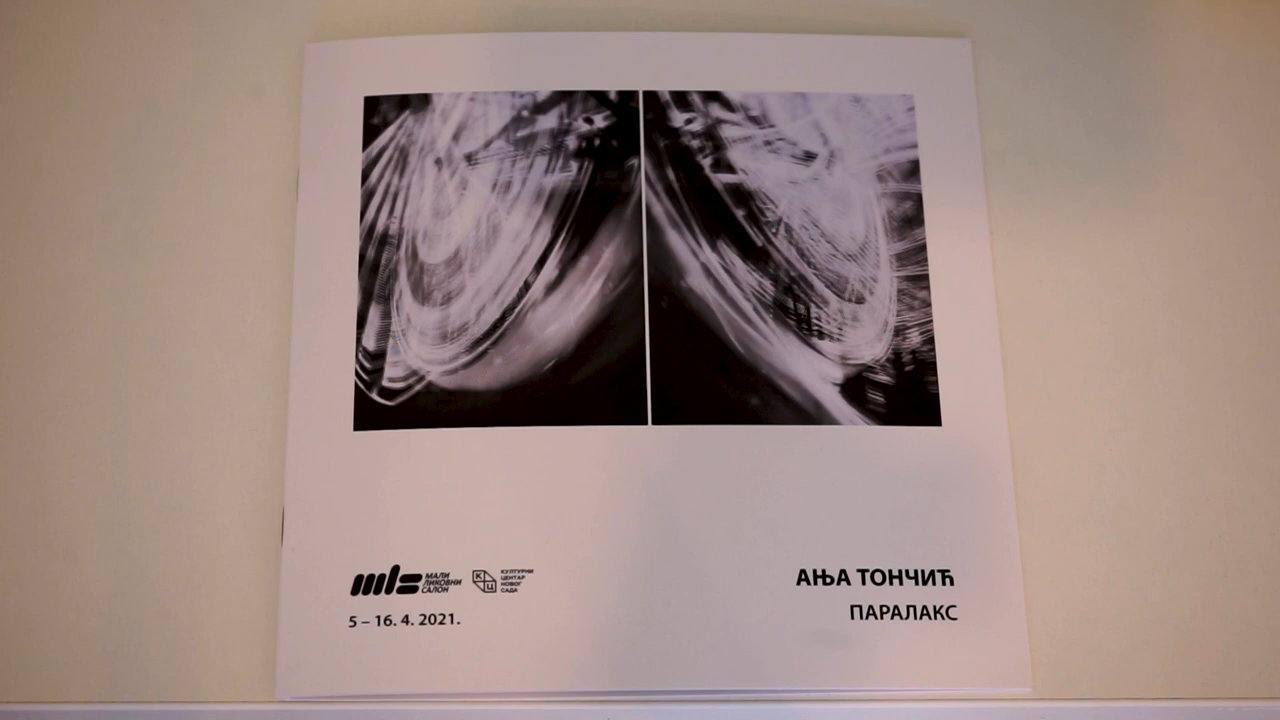 МАЛИ
ЛИКОВНИ
САЛОН
КУЛТУРНИ
ЦЕНТАР
НОВОГ
САДА
5 – 16. 4. 2021.
АЊА ТОНЧИЋ
ПАРАЛАКС